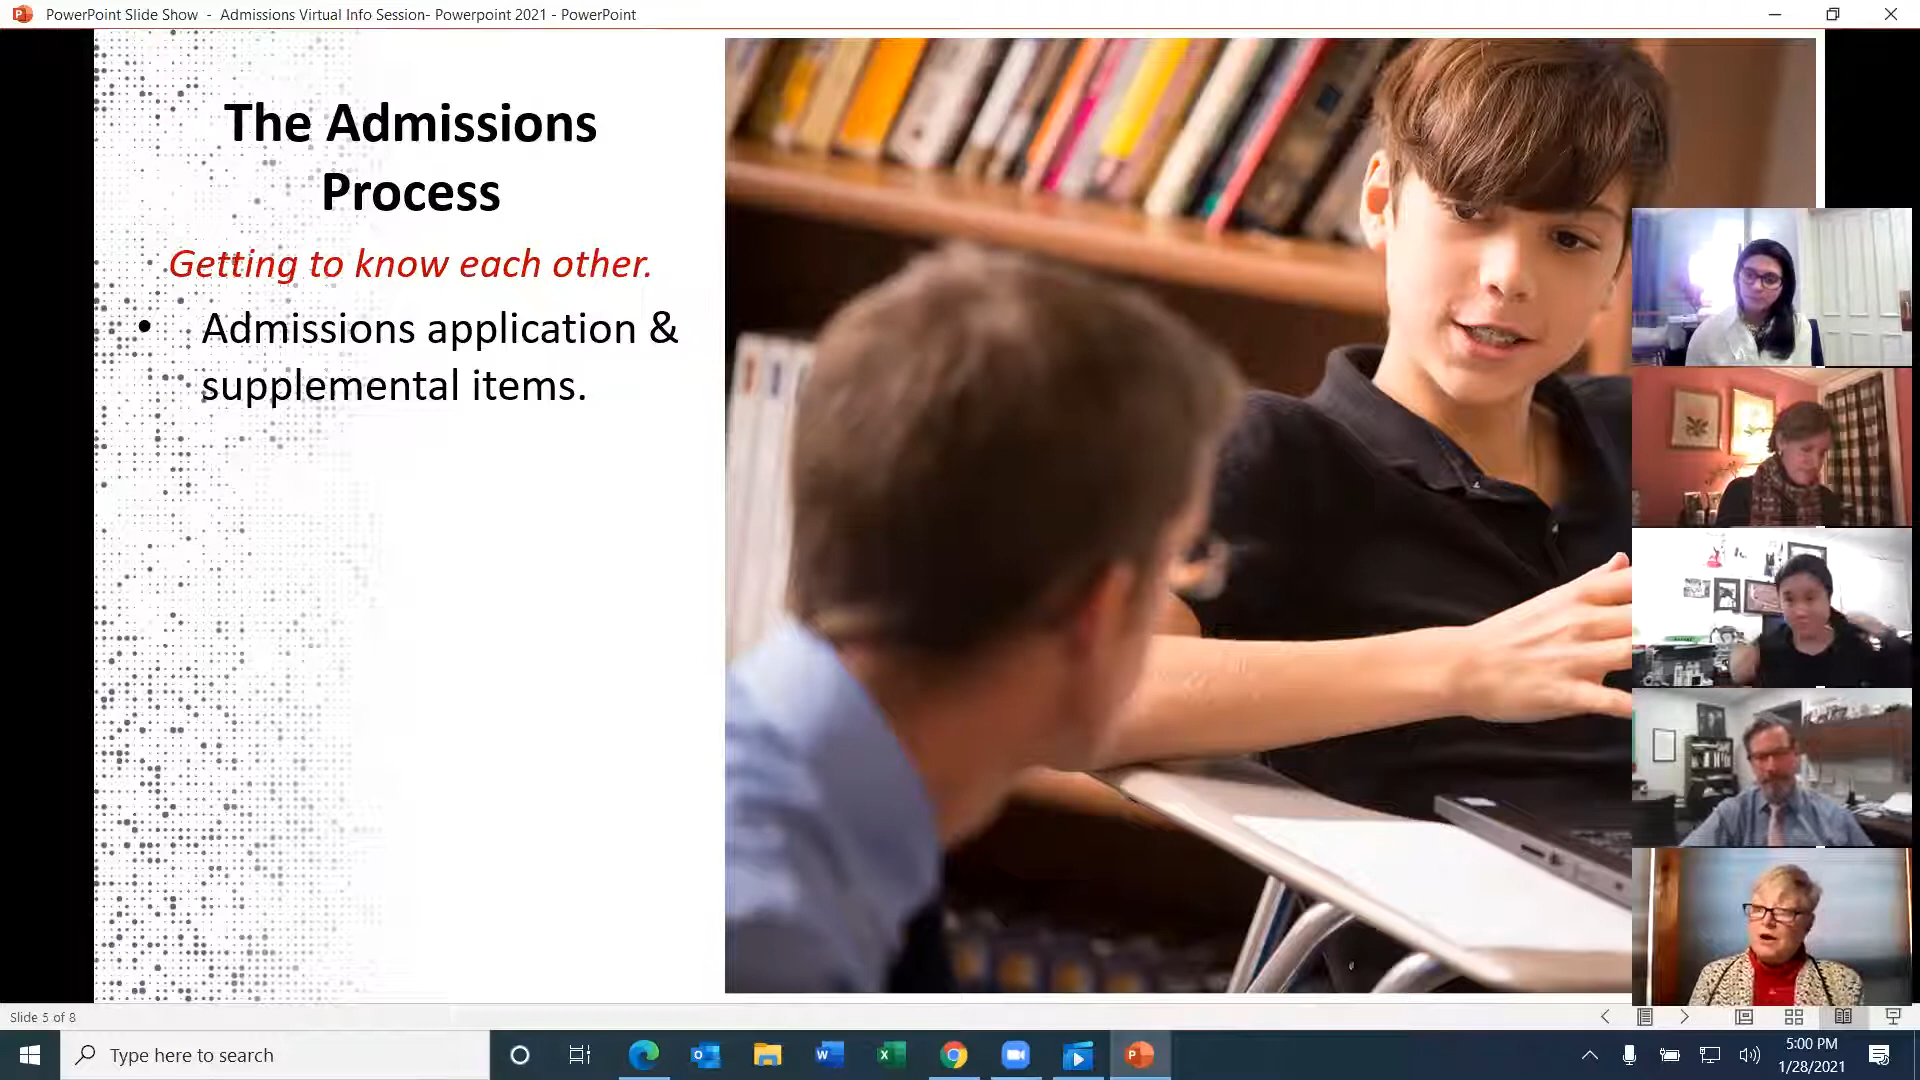 PowerPoint Slide Show - Admissions Virtual Info Session- Powerpoint 2021 - PowerPoint
The Admissions
Process
Getting to know each other.
• Admissions application &
supplemental items.
Slide 5 of 8
Type here to search
5:00 PM
1/28/2021